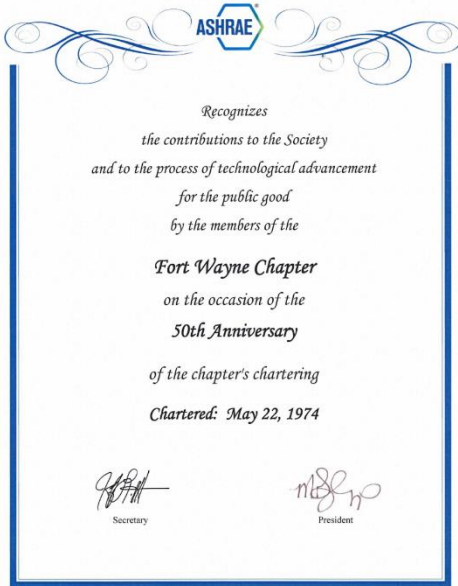 ASHRAE
Recognizes
the contributions to the Society
and to the process of technological advancement
for the public good
by the members of the
Fort Wayne Chapter
on the occasion of the
50th Anniversary
of the chapter's chartering
Chartered: May 22, 1974
Secretary
President